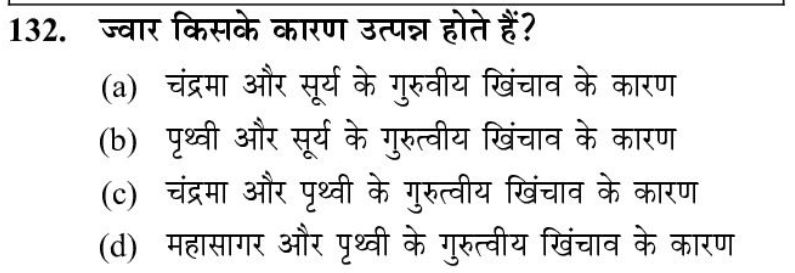 132. ज्वार किसके कारण उत्पन्न होते हैं?
(a) चंद्रमा और सूर्य के गुरुवीय खिंचाव के कारण
(b) पृथ्वी और सूर्य के गुरुत्वीय खिंचाव के कारण
(c) चंद्रमा और पृथ्वी के गुरुत्वीय खिंचाव के कारण
(d) महासागर और पृथ्वी के गुरुत्वीय खिंचाव के कारण